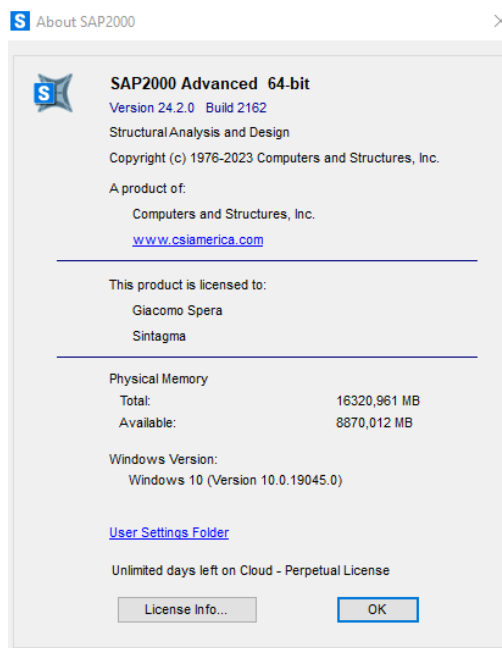 S About SAP2000
S
SAP2000 Advanced 64-bit
Version 24.2.0 Build 2162
Structural Analysis and Design
Copyright (c) 1976-2023 Computers and Structures, Inc.
A product of:
Computers and Structures, Inc.
www.csiamerica.com
This product is licensed to:
Giacomo Spera
Sintagma
Physical Memory
Total: 16320,961 MB
Available: 8870,012 MB
Windows Version:
Windows 10 (Version 10.0.19045.0)
User Settings Folder
Unlimited days left on Cloud - Perpetual License
License Info... OK